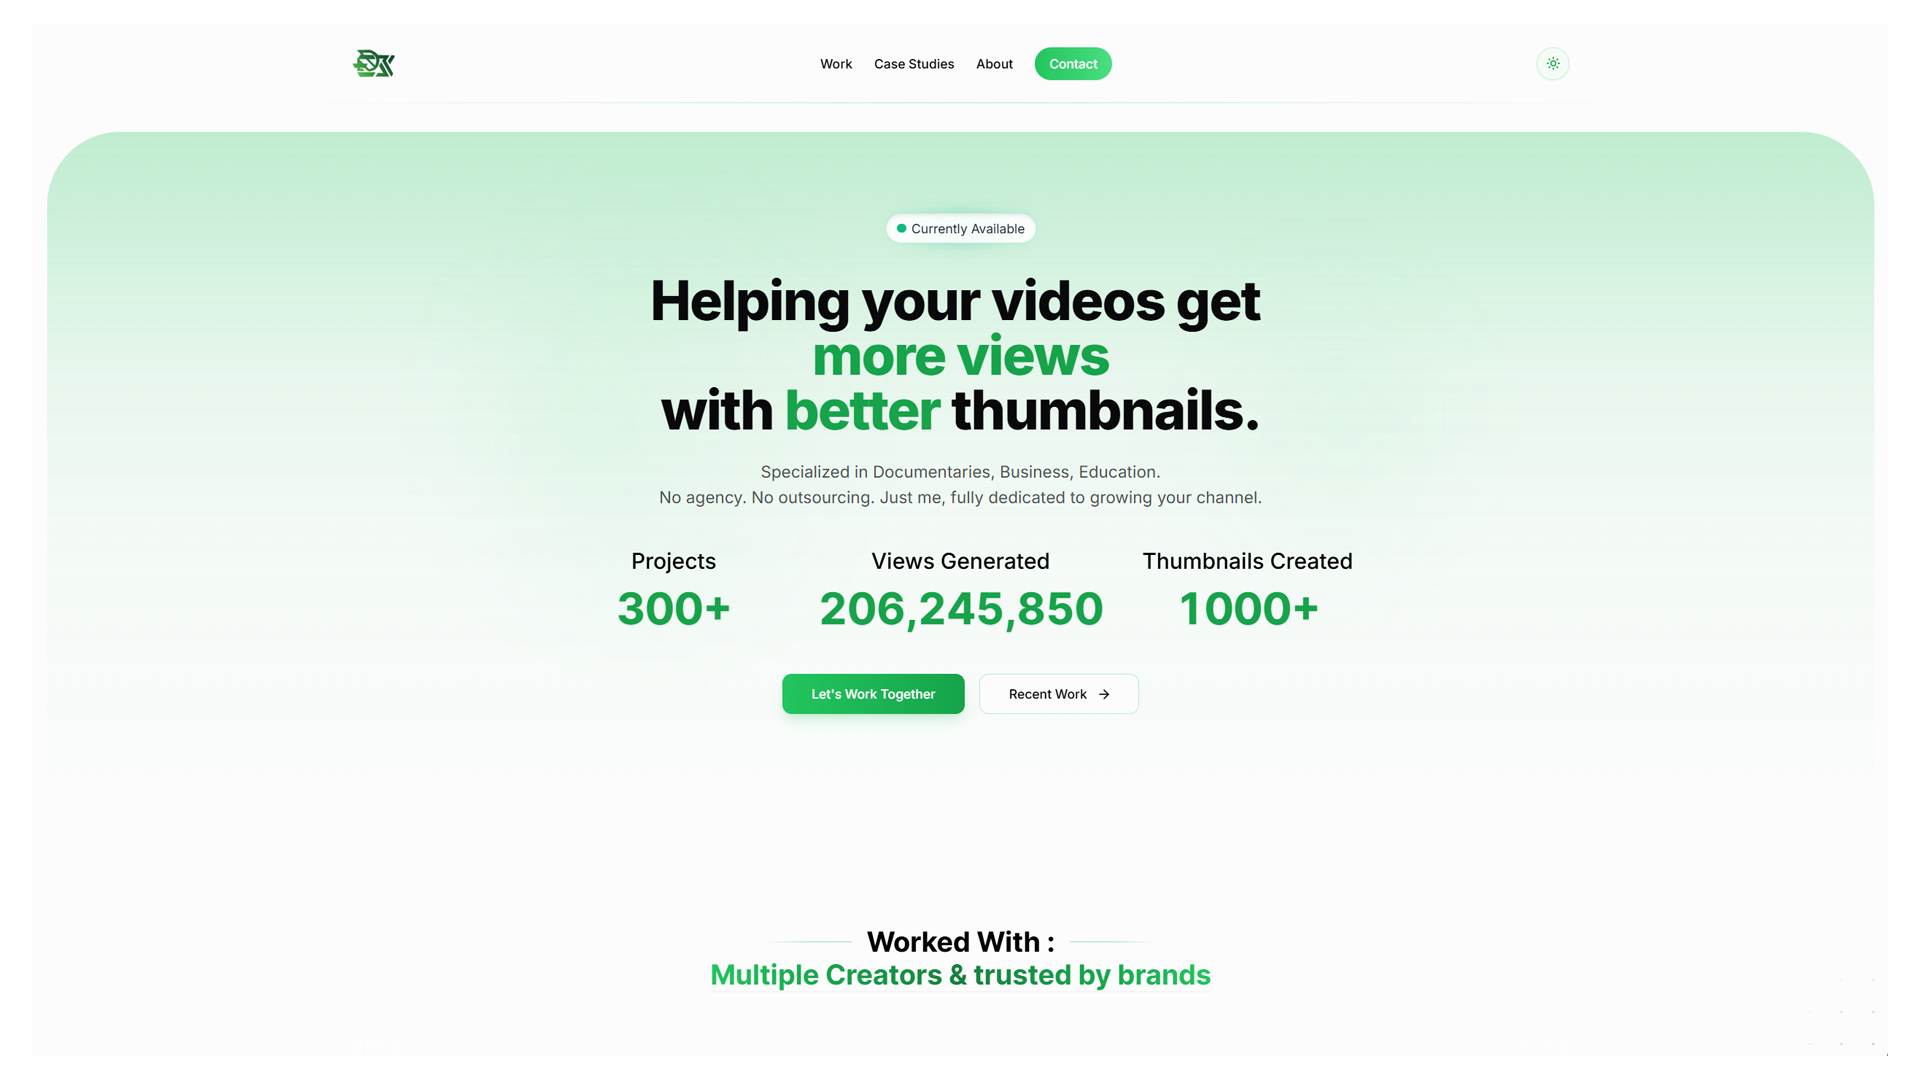 Work
Case Studies
About
Contact
Currently Available
Helping your videos get
more views
with better thumbnails.
Specialized in Documentaries, Business, Education.
No agency. No outsourcing. Just me, fully dedicated to growing your channel.
Projects
300+
Views Generated
206,245,850
Thumbnails Created
1000+
Let's Work Together
Recent Work →
Worked With :
Multiple Creators & trusted by brands